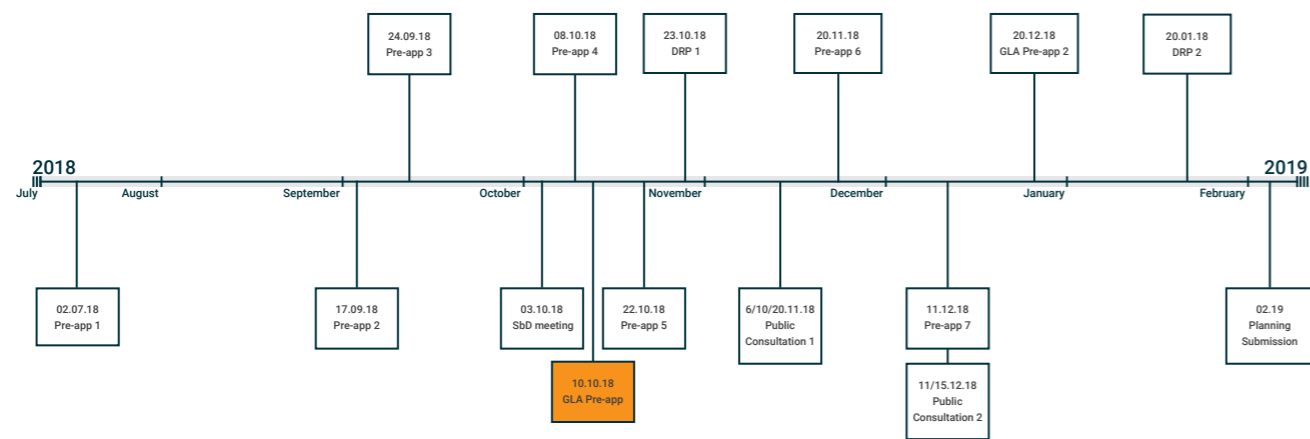 24.09.18
Pre-app 3
08.10.18
Pre-app 4
23.10.18
DRP 1
20.11.18
Pre-app 6
20.12.18
GLA Pre-app 2
20.01.18
DRP 2
2018
2019
July
August
September
October
November
December
January
February
02.07.18
Pre-app 1
17.09.18
Pre-app 2
03.10.18
SbD meeting
22.10.18
Pre-app 5
6/10/20.11.18
Public
Consultation 1
11.12.18
Pre-app 7
02.19
Planning
Submission
10.10.18
GLA Pre-app
11/15.12.18
Public
Consultation 2